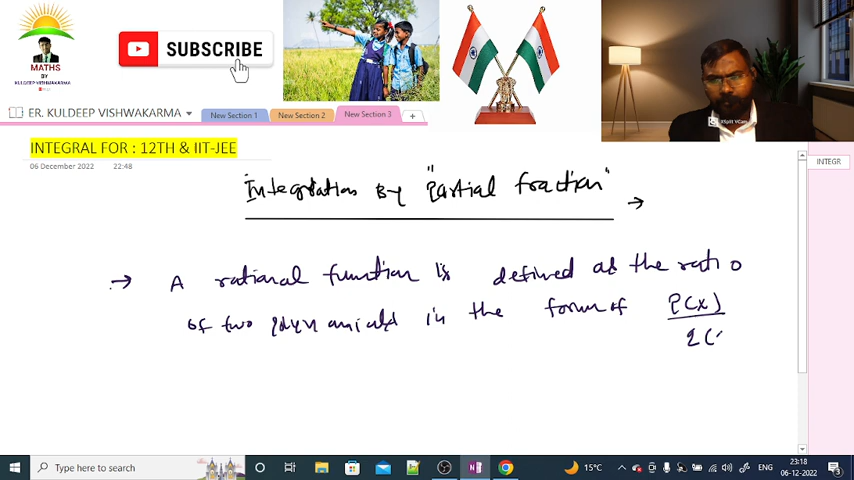 MATHS
BY
KULDEEP VISHWAKARMA
SUBSCRIBE
XSplit VCam
ER. KULDEEP VISHWAKARMA
New Section 1
New Section 2
New Section 3
+
INTEGR
INTEGRAL FOR : 12TH & IIT-JEE
06 December 2022 22:48
Integration By "Partial fraction" →
→ A rational function is defined as the ratio
of two polynomials in the form of P(x)
Q(
Type here to search
15°C
ENG
23:18
06-12-2022
3